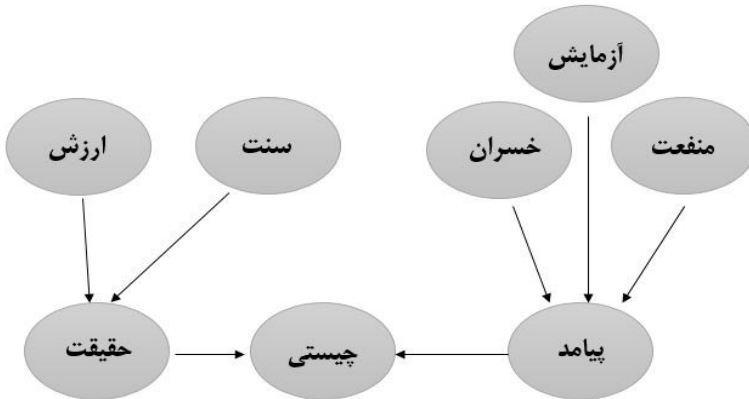 آزمایش
منفعت
خسران
سنت
ارزش
پیامد
چیستی
حقیقت